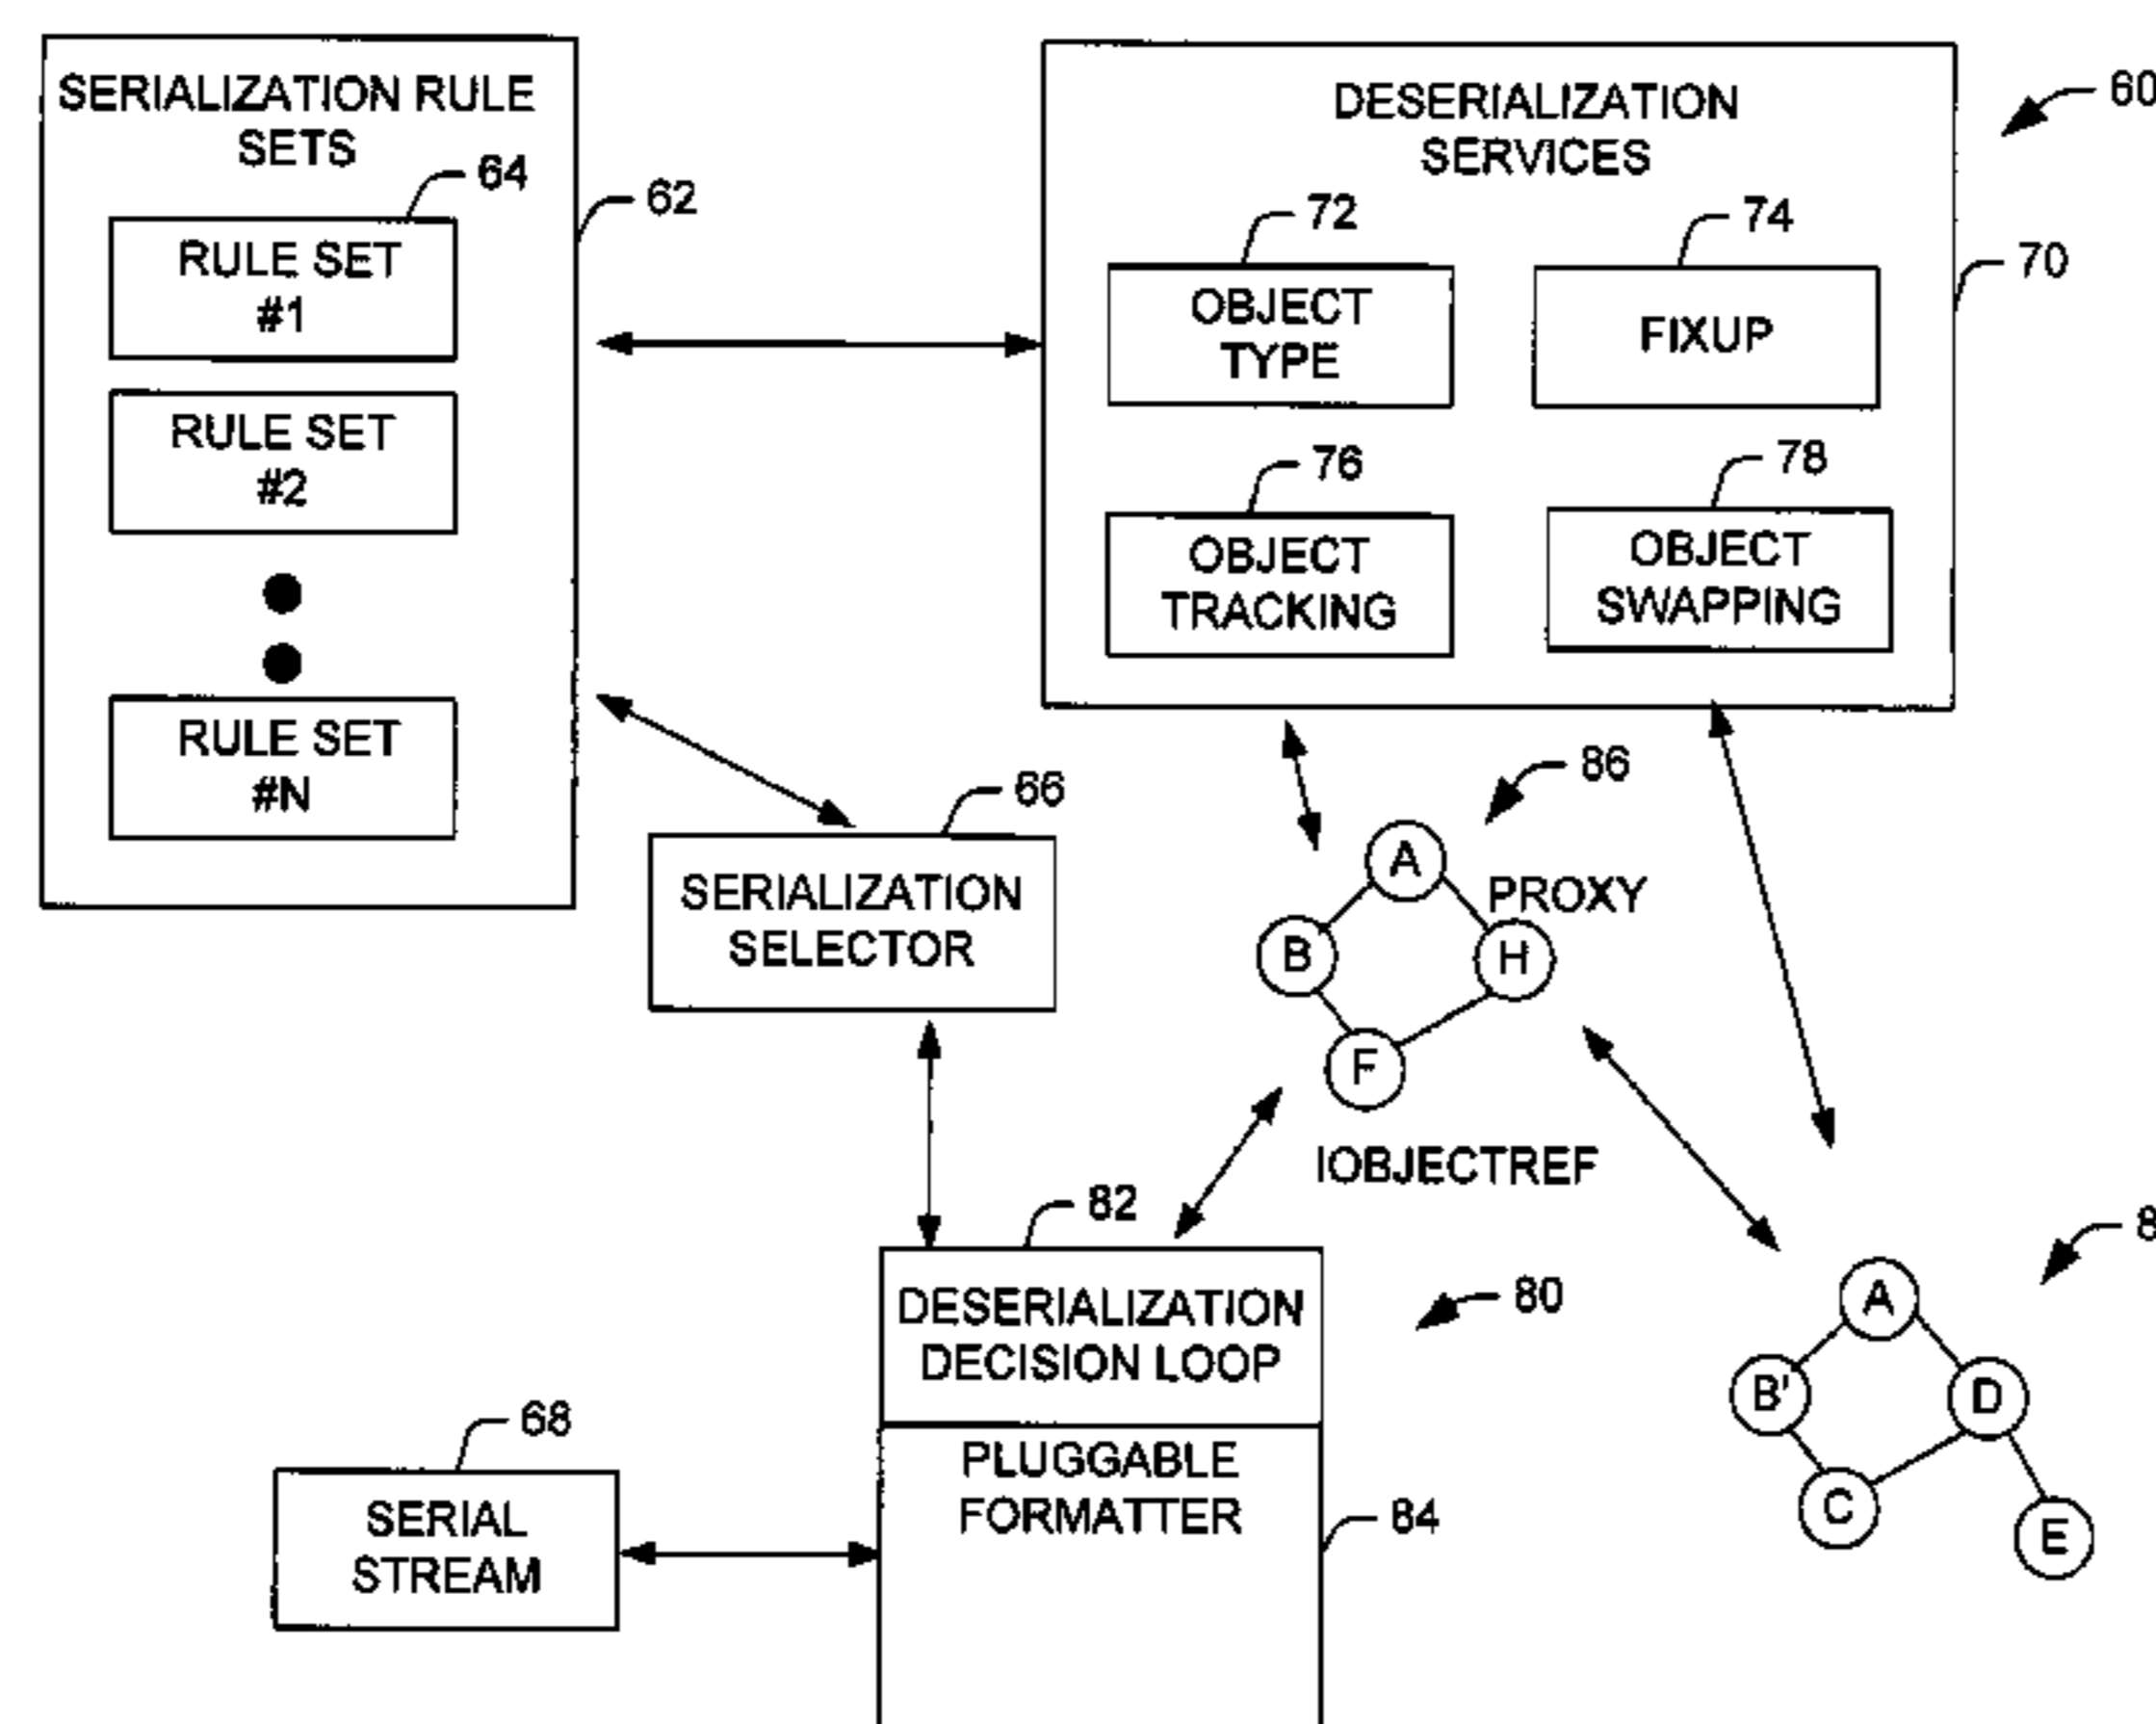 SERIALIZATION RULE
SETS
64
62
RULE SET
#1
RULE SET
#2
RULE SET
#N
DESERIALIZATION
SERVICES
60
70
72
OBJECT
TYPE
74
FIXUP
76
OBJECT
TRACKING
78
OBJECT
SWAPPING
66
SERIALIZATION
SELECTOR
86
A
PROXY
B
H
F
IOBJECTREF
82
DESERIALIZATION
DECISION LOOP
80
PLUGGABLE
FORMATTER
84
68
SERIAL
STREAM
A
B'
D
C
E